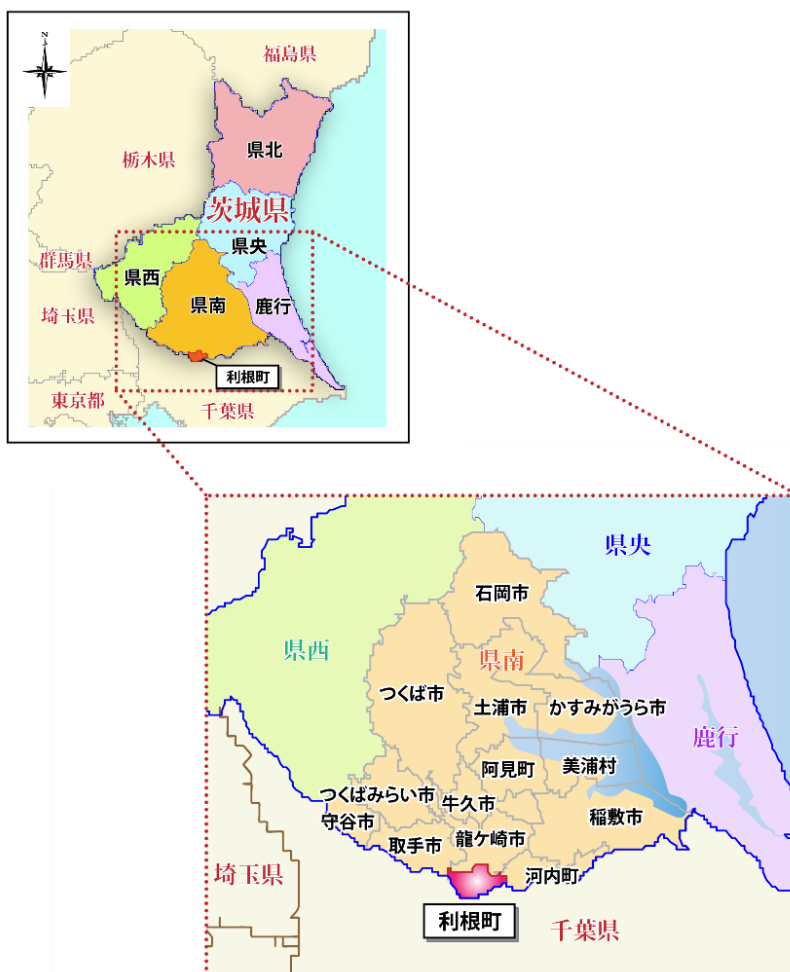 N
福島県
栃木県
県北
茨城県
県央
群馬県
県西
県南
鹿行
埼玉県
利根町
東京都
千葉県
県央
石岡市
県西
県南
つくば市
土浦市
かすみがうら市
鹿行
阿見町
美浦村
つくばみらい市
牛久市
守谷市
稲敷市
取手市
龍ケ崎市
埼玉県
河内町
利根町
千葉県